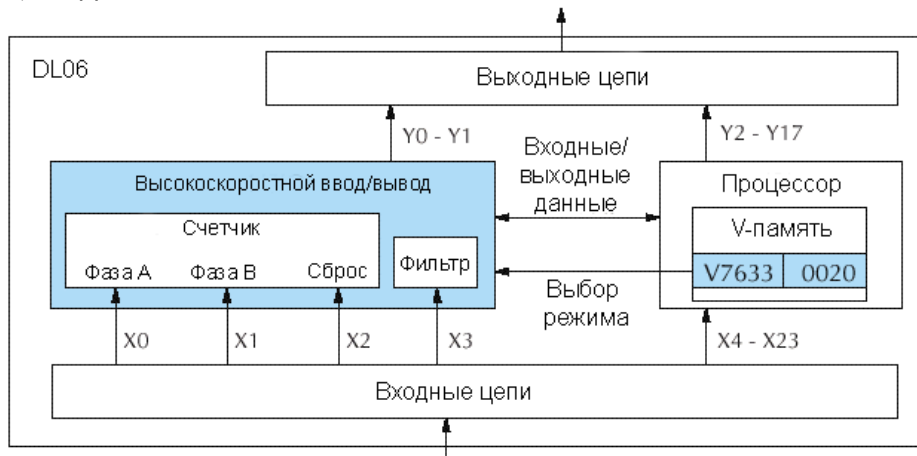 DL06
Выходные цепи
Y0 - Y1
Y2 - Y17
Входные/
выходные
данные
Высокоскоростной ввод/вывод
Счетчик
Фаза A
Фаза B
Сброс
Фильтр
Процессор
V-память
V7633
0020
Выбор
режима
X0
X1
X2
X3
X4 - X23
Входные цепи